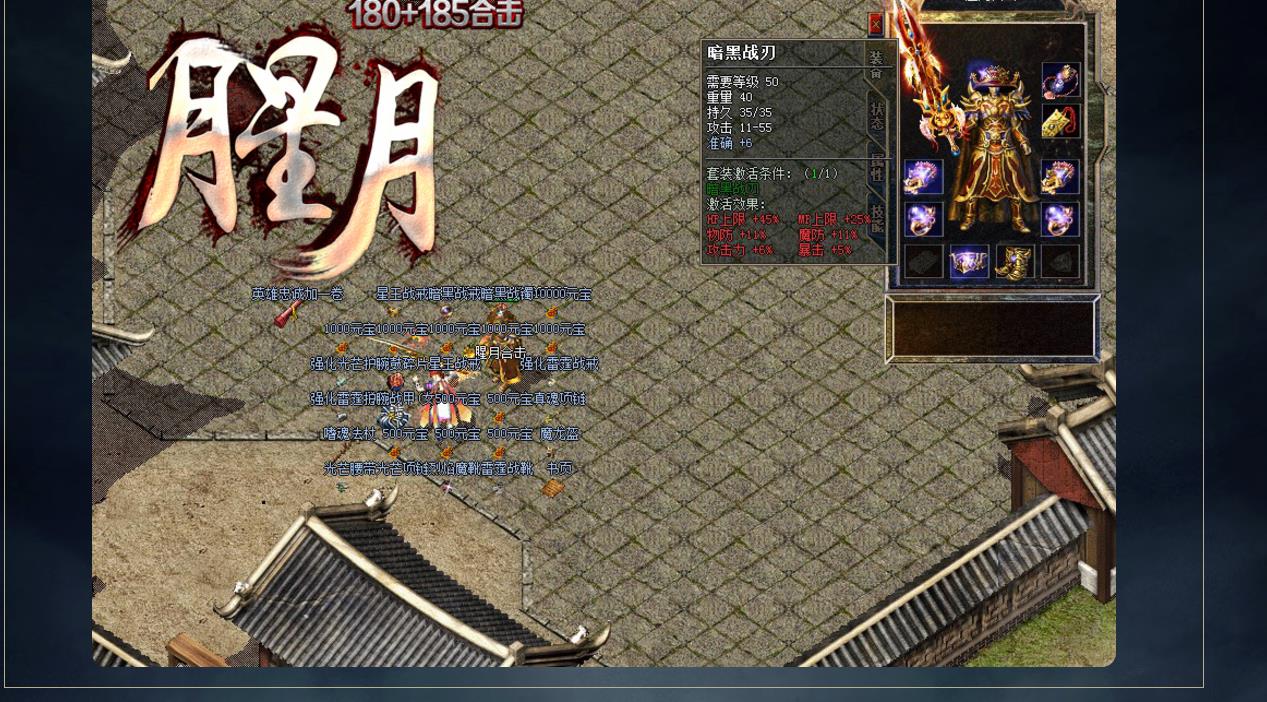 180+185合击
腥月
暗黑战刃
需要等级 50
重量 40
持久 35/35
攻击 11-55
准确 +6
套装激活条件: (1/1)
暗黑战刃
激活效果:
HP上限 +45% MP上限 +25%
物防 +11% 魔防 +11%
攻击力 +6% 暴击 +5%
装备
状态
属性
技能
英雄忠诚加一卷 星王战戒 暗黑战戒 暗黑战镯 10000元宝
1000元宝 1000元宝 1000元宝 1000元宝 1000元宝
腥月合击
强化光芒护腕 碎片 星王战戒 强化雷霆战戒
强化雷霆护腕 战甲(女 500元宝 500元宝 真魂项链
嗜魂法杖 500元宝 500元宝 500元宝 魔龙盔
光芒腰带 光芒项链 烈焰魔靴 雷霆战靴 书页